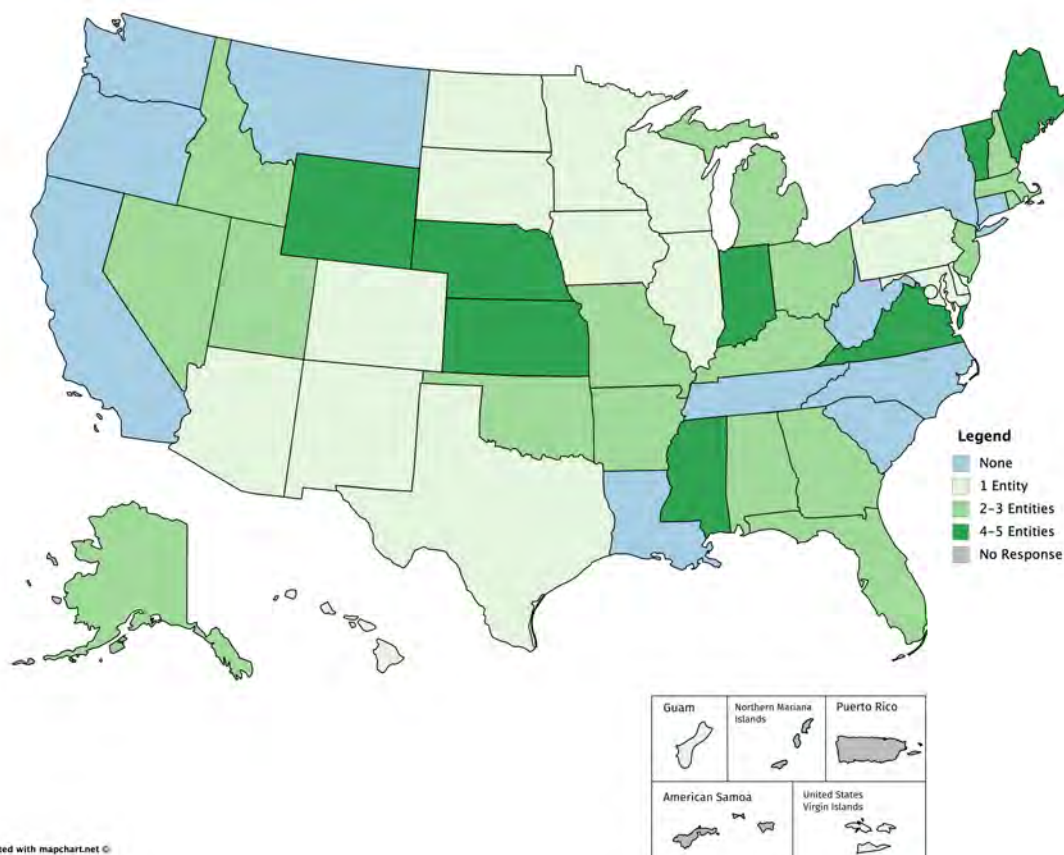 Legend
None
1 Entity
2-3 Entities
4-5 Entities
No Response
Guam
Northern Mariana
Islands
Puerto Rico
American Samoa
United States
Virgin Islands
ted with mapchart.net ©